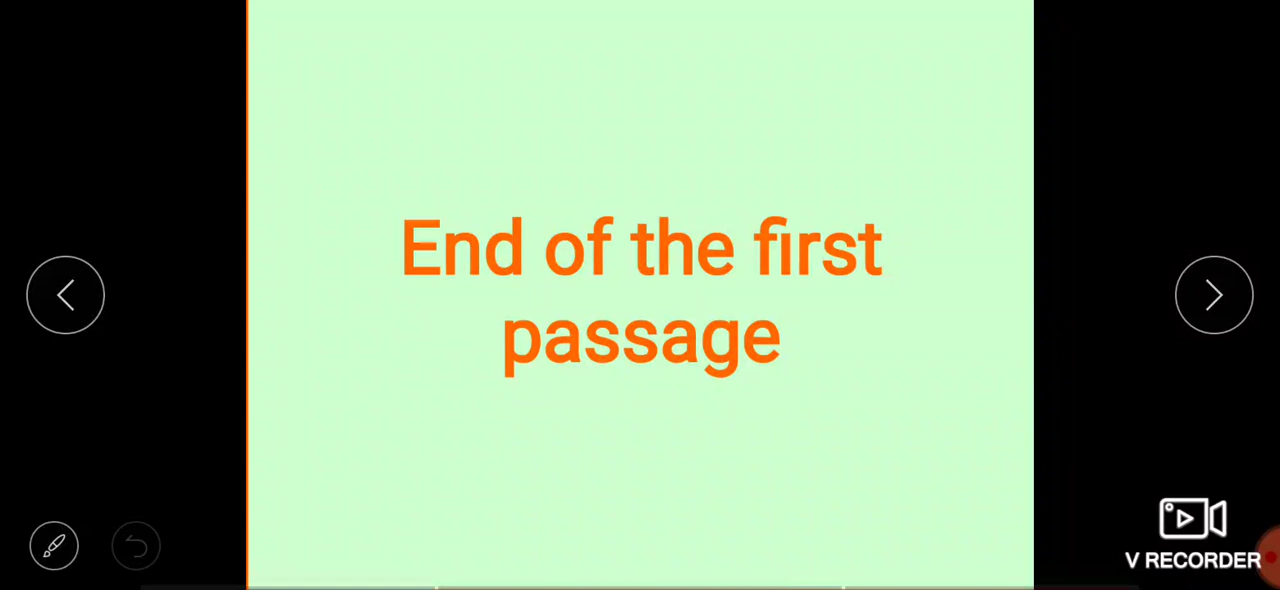 End of the first
passage
V RECORDER